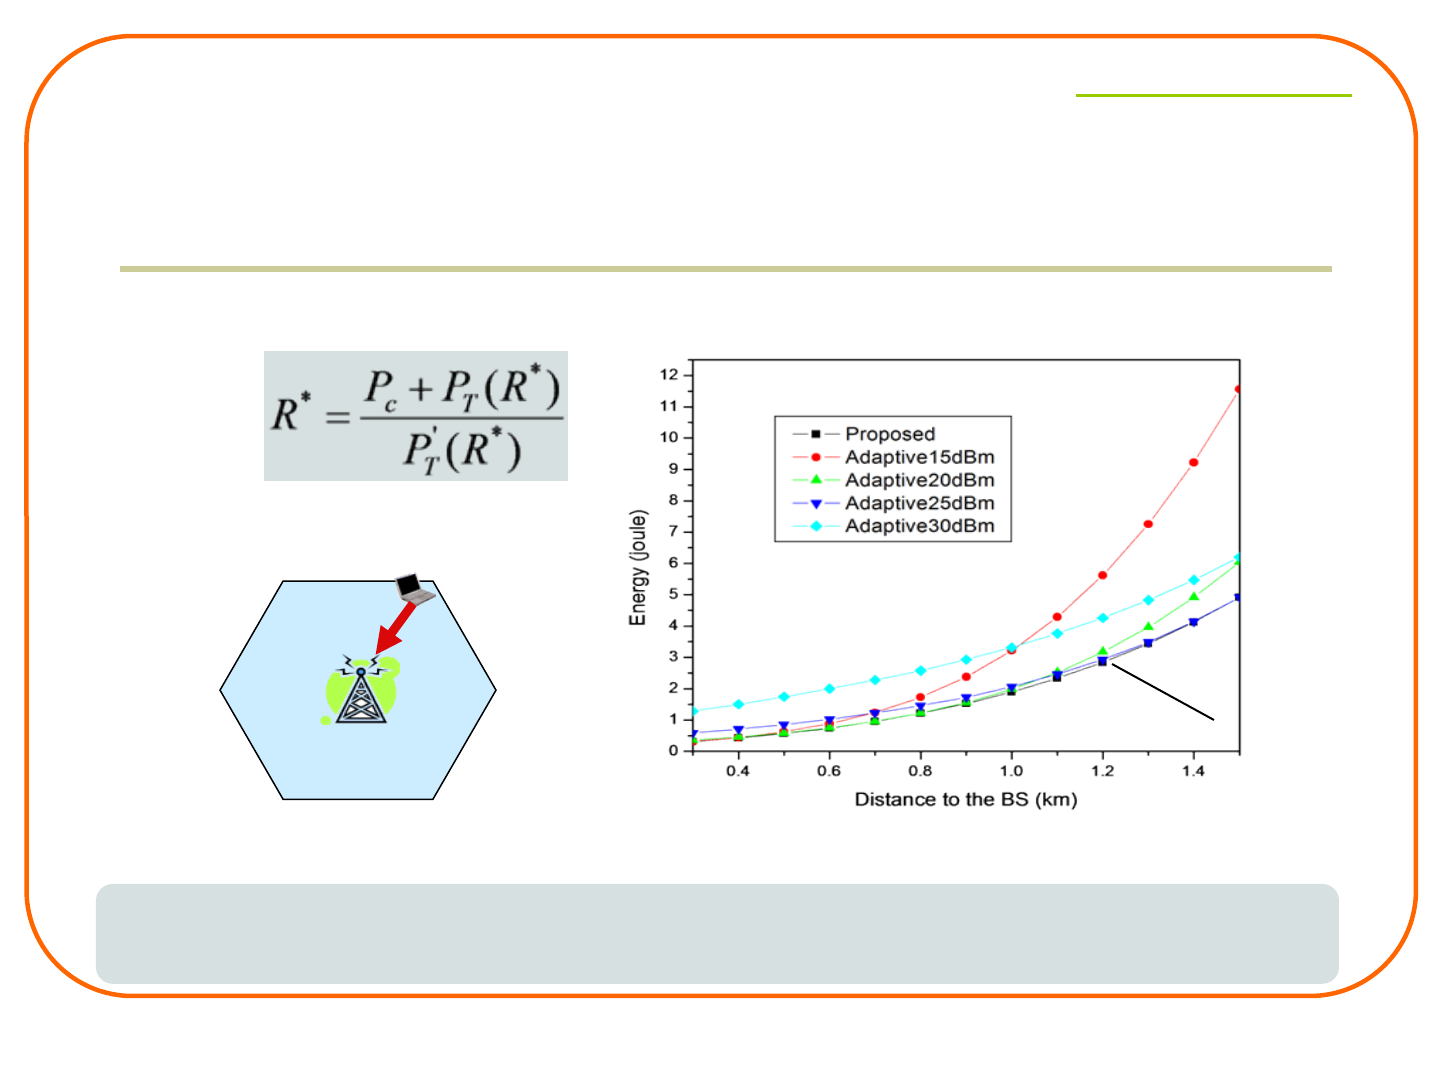 R* = (P_c + P_T(R*)) / P_T'(R*)
12
11
10
9
8
7
6
5
4
3
2
1
0
Energy (joule)
Proposed
Adaptive15dBm
Adaptive20dBm
Adaptive25dBm
Adaptive30dBm
0.4 0.6 0.8 1.0 1.2 1.4
Distance to the BS (km)